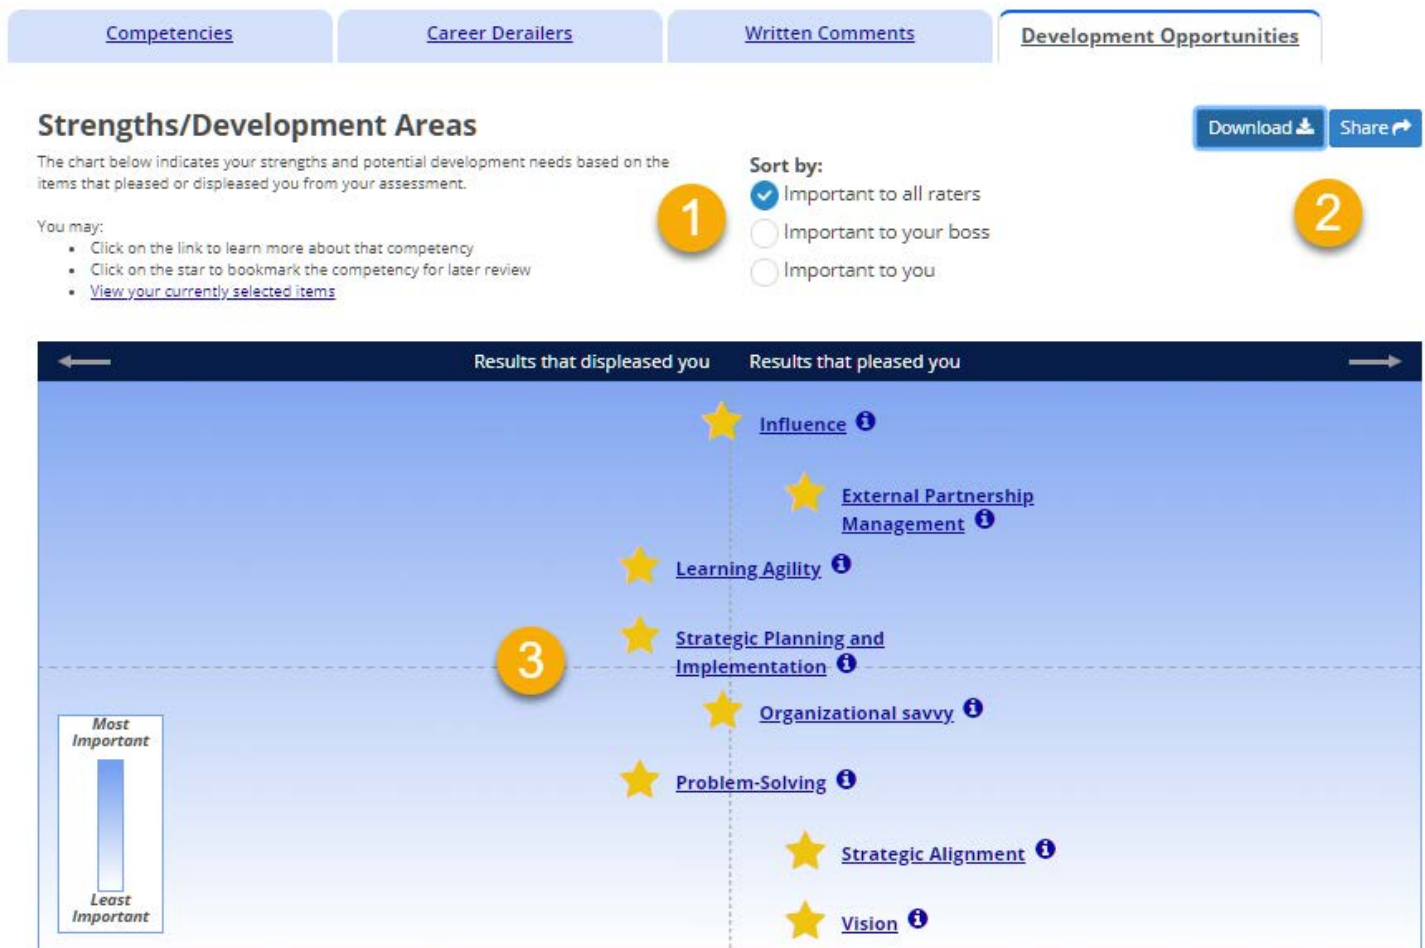 Competencies
Career Derailers
Written Comments
Development Opportunities
Strengths/Development Areas
Download
Share
The chart below indicates your strengths and potential development needs based on the
items that pleased or displeased you from your assessment.
You may:
Click on the link to learn more about that competency
Click on the star to bookmark the competency for later review
View your currently selected items
1
Sort by:
Important to all raters
Important to your boss
Important to you
2
Results that displeased you
Results that pleased you
Influence
External Partnership
Management
Learning Agility
Strategic Planning and
Implementation
3
Organizational savvy
Problem-Solving
Strategic Alignment
Vision
Most
Important
Least
Important